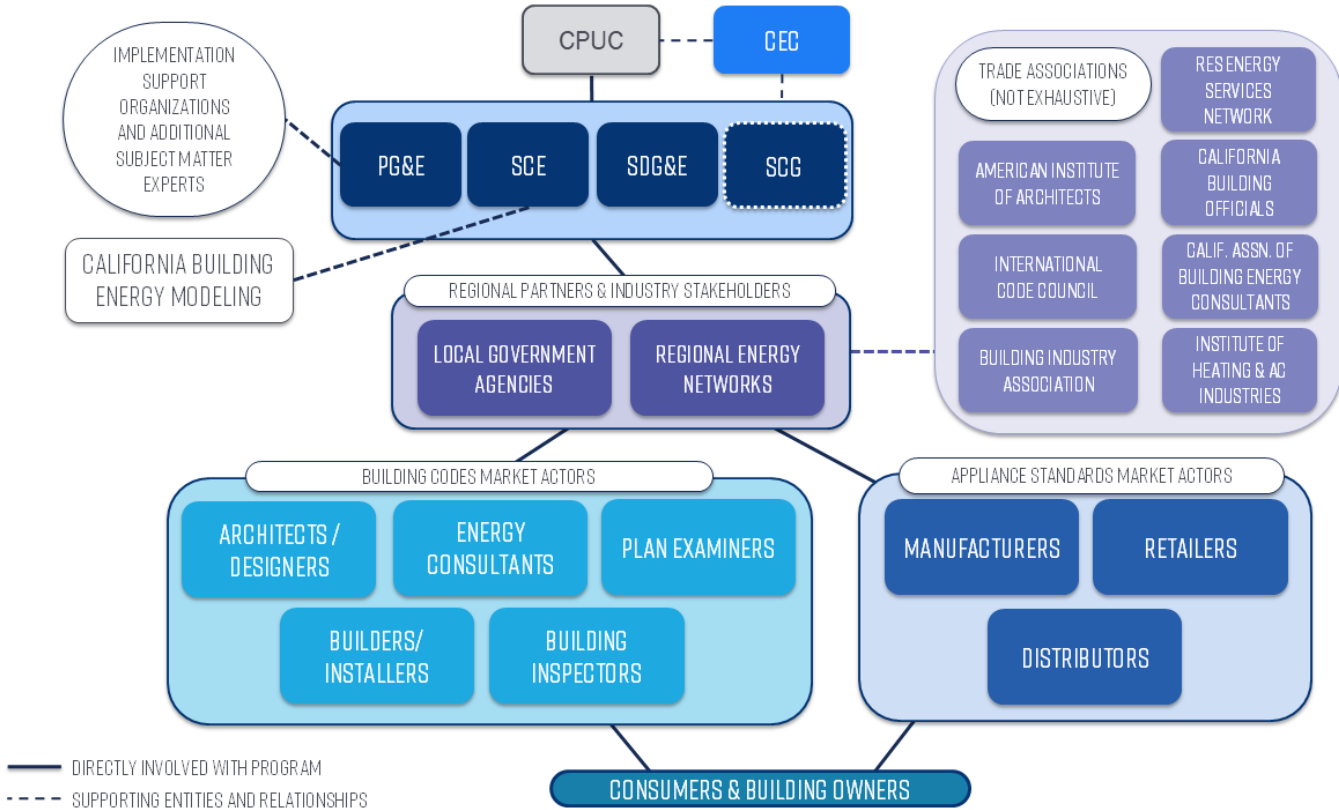 CPUC
CEC
IMPLEMENTATION
SUPPORT
ORGANIZATIONS
AND ADDITIONAL
SUBJECT MATTER
EXPERTS
PG&E
SCE
SDG&E
SCG
CALIFORNIA BUILDING
ENERGY MODELING
TRADE ASSOCIATIONS
(NOT EXHAUSTIVE)
RES ENERGY
SERVICES
NETWORK
AMERICAN INSTITUTE
OF ARCHITECTS
CALIFORNIA
BUILDING
OFFICIALS
INTERNATIONAL
CODE COUNCIL
CALIF. ASSN. OF
BUILDING ENERGY
CONSULTANTS
BUILDING INDUSTRY
ASSOCIATION
INSTITUTE OF
HEATING & AC
INDUSTRIES
REGIONAL PARTNERS & INDUSTRY STAKEHOLDERS
LOCAL GOVERNMENT
AGENCIES
REGIONAL ENERGY
NETWORKS
BUILDING CODES MARKET ACTORS
ARCHITECTS /
DESIGNERS
ENERGY
CONSULTANTS
PLAN EXAMINERS
BUILDERS/
INSTALLERS
BUILDING
INSPECTORS
APPLIANCE STANDARDS MARKET ACTORS
MANUFACTURERS
RETAILERS
DISTRIBUTORS
CONSUMERS & BUILDING OWNERS
DIRECTLY INVOLVED WITH PROGRAM
SUPPORTING ENTITIES AND RELATIONSHIPS